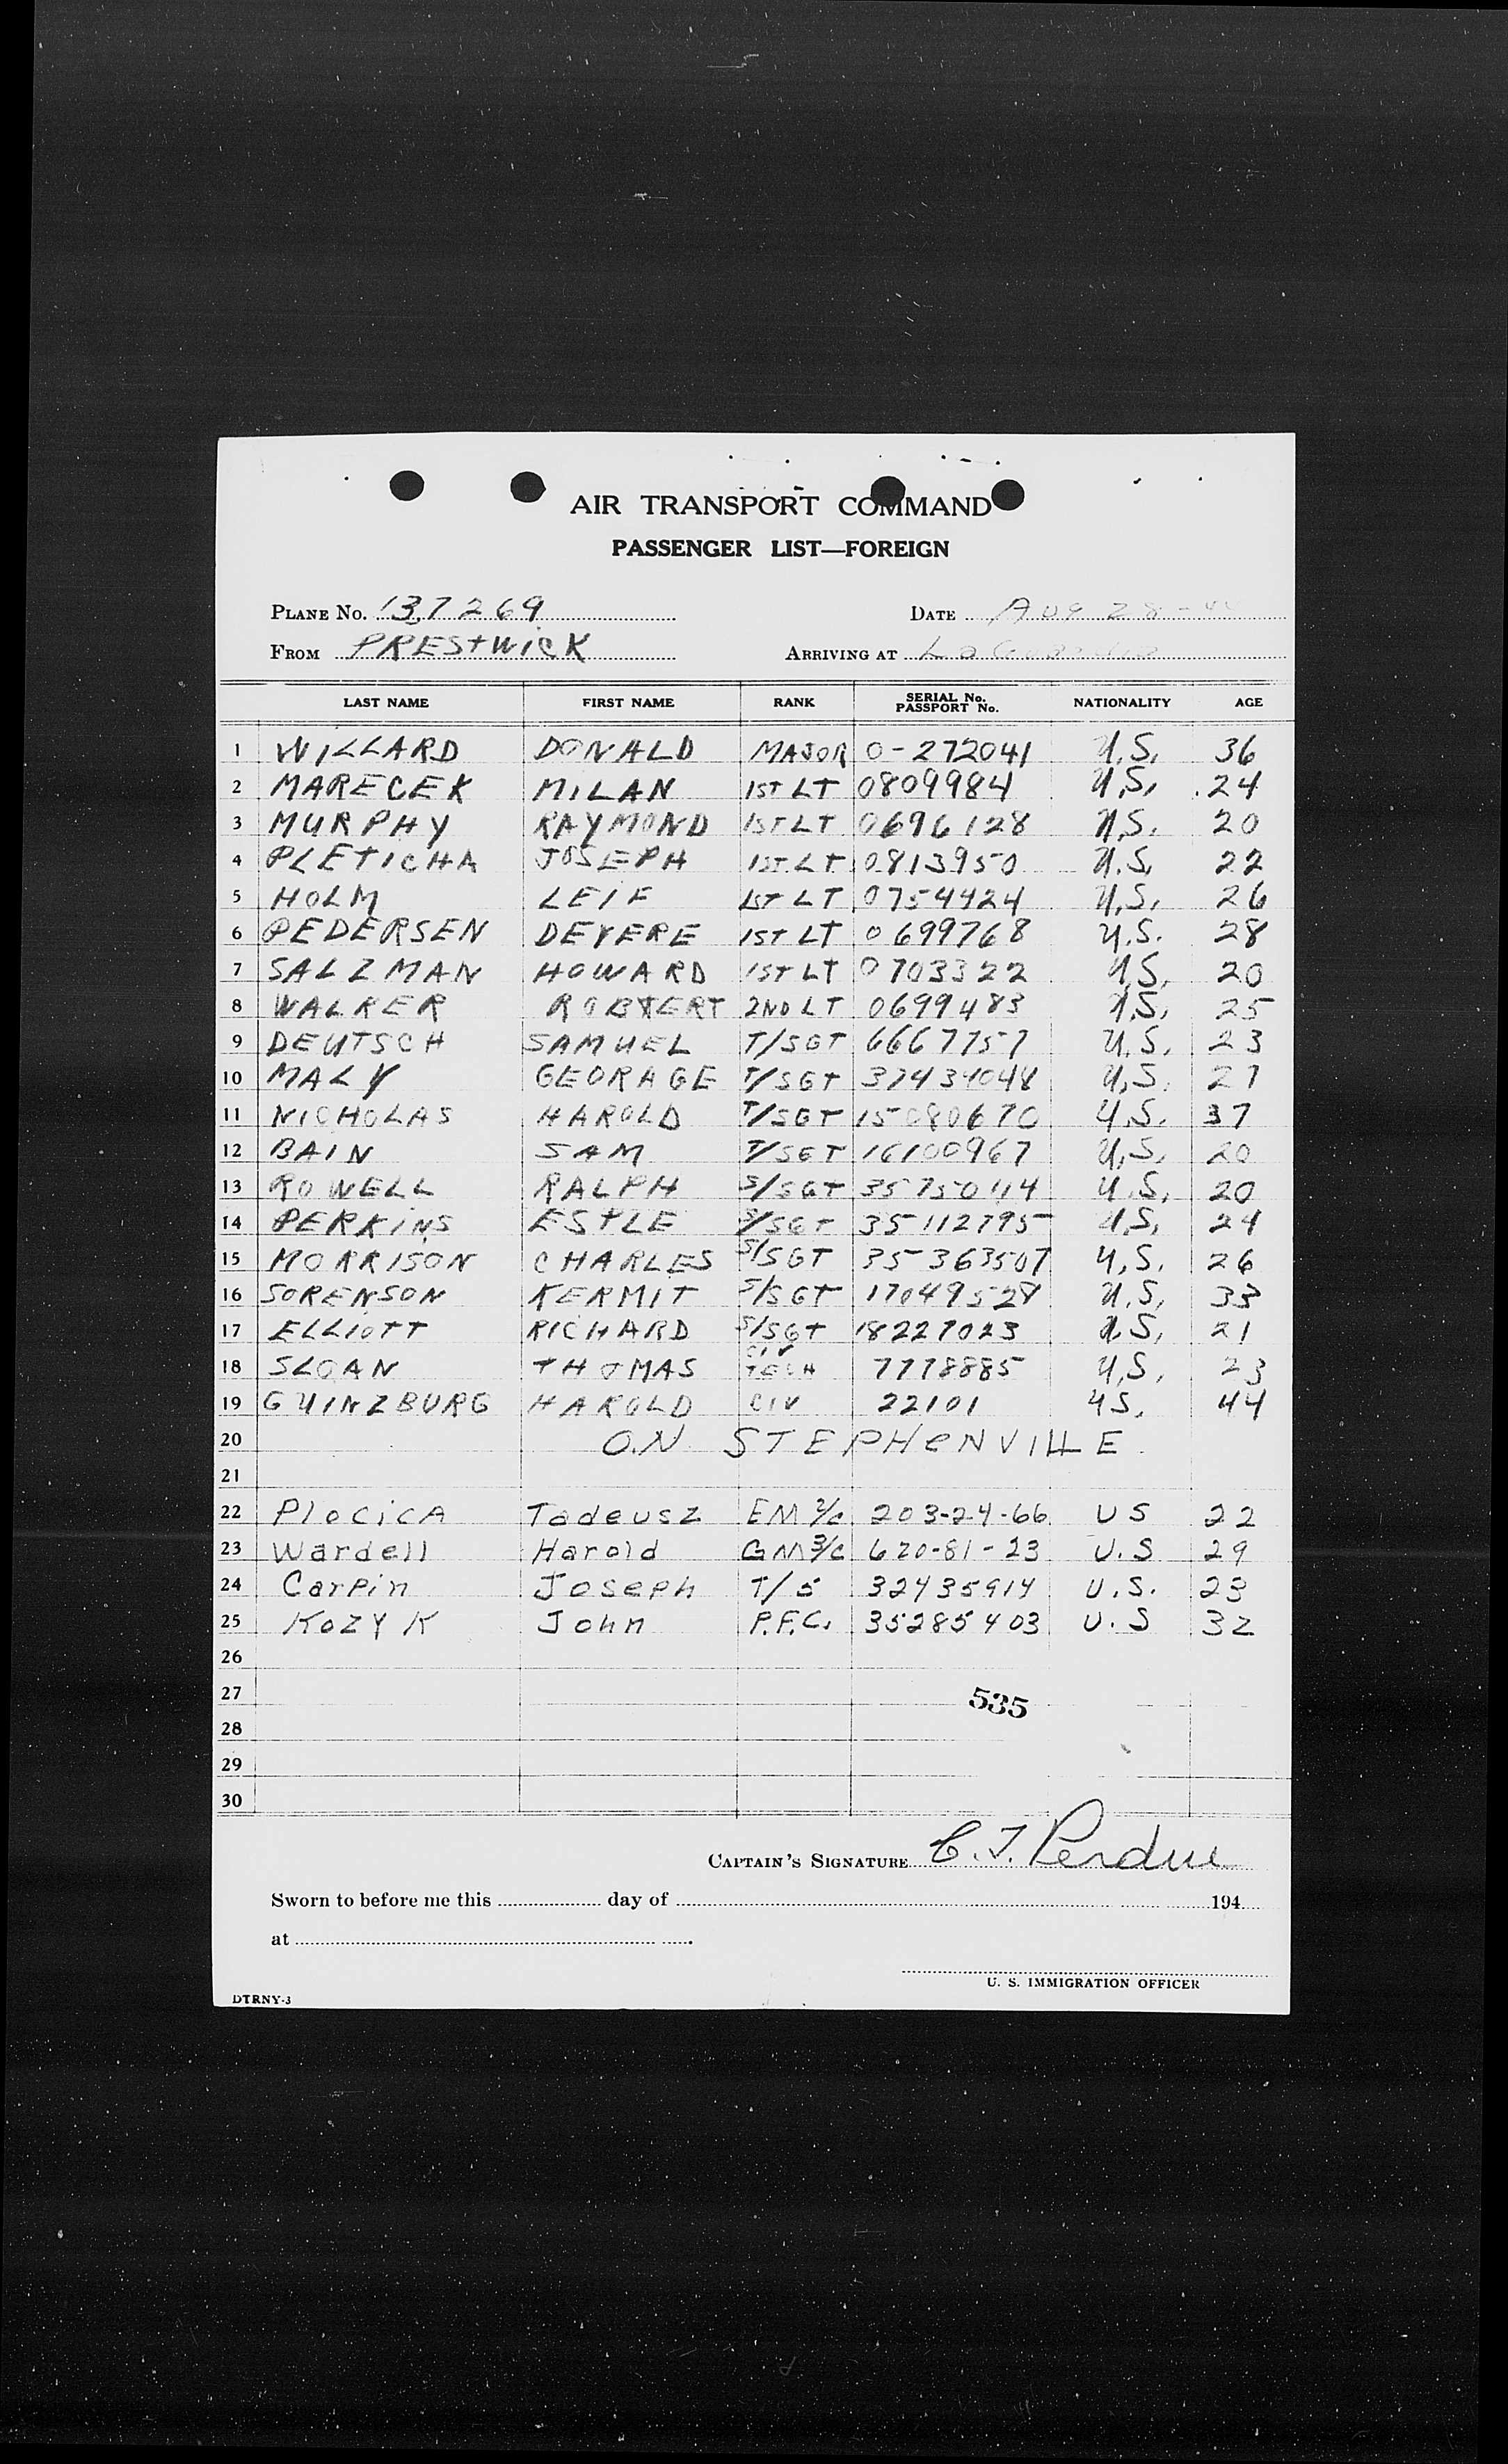 AIR TRANSPORT COMMAND
PASSENGER LIST—FOREIGN
PLANE No. 137269 DATE Aug 28-44
FROM PRESTWICK ARRIVING AT LaGuardia
LAST NAME FIRST NAME RANK SERIAL No. PASSPORT No. NATIONALITY AGE
1 WILLARD DONALD MAJOR 0-272041 U.S. 36
2 MARECEK MILAN 1ST LT 0809984 U.S. 24
3 MURPHY RAYMOND 1ST LT 0696128 U.S. 20
4 PLETICHA JOSEPH 1ST LT 0813950 U.S. 22
5 HOLM LEIF 1ST LT 0754424 U.S. 26
6 PEDERSEN DEVERE 1ST LT 0699768 U.S. 28
7 SALZMAN HOWARD 1ST LT 0703322 U.S. 20
8 WALKER ROBERT 2ND LT 0699483 U.S. 25
9 DEUTSCH SAMUEL T/SGT 6667757 U.S. 23
10 MALY GEORAGE T/SGT 37434048 U.S. 27
11 NICHOLAS HAROLD T/SGT 15080670 U.S. 37
12 BAIN SAM T/SGT 16100967 U.S. 20
13 ROWELL RALPH S/SGT 35750114 U.S. 20
14 PERKINS ESTLE S/SGT 35112795 U.S. 24
15 MORRISON CHARLES S/SGT 35363507 U.S. 26
16 SORENSON KERMIT S/SGT 17049528 U.S. 33
17 ELLIOTT RICHARD S/SGT 18227023 U.S. 21
18 SLOAN THOMAS CIV TECH 7778885 U.S. 23
19 GUINZBURG HAROLD CIV 22101 US. 44
20 O.N STEPHENVILLE
21
22 PlocicA Tadeusz EM 2/c 203-24-66 US 22
23 Wardell Harold GM 3/c 620-81-23 U.S 29
24 Carpin Joseph T/5 32435914 U.S. 23
25 KozyK John P.F.C. 35285403 U.S 32
26
27
535
28
29
30
CAPTAIN'S SIGNATURE C. J. Perdue
Sworn to before me this day of 194
at
U. S. IMMIGRATION OFFICER
DTRNY-3